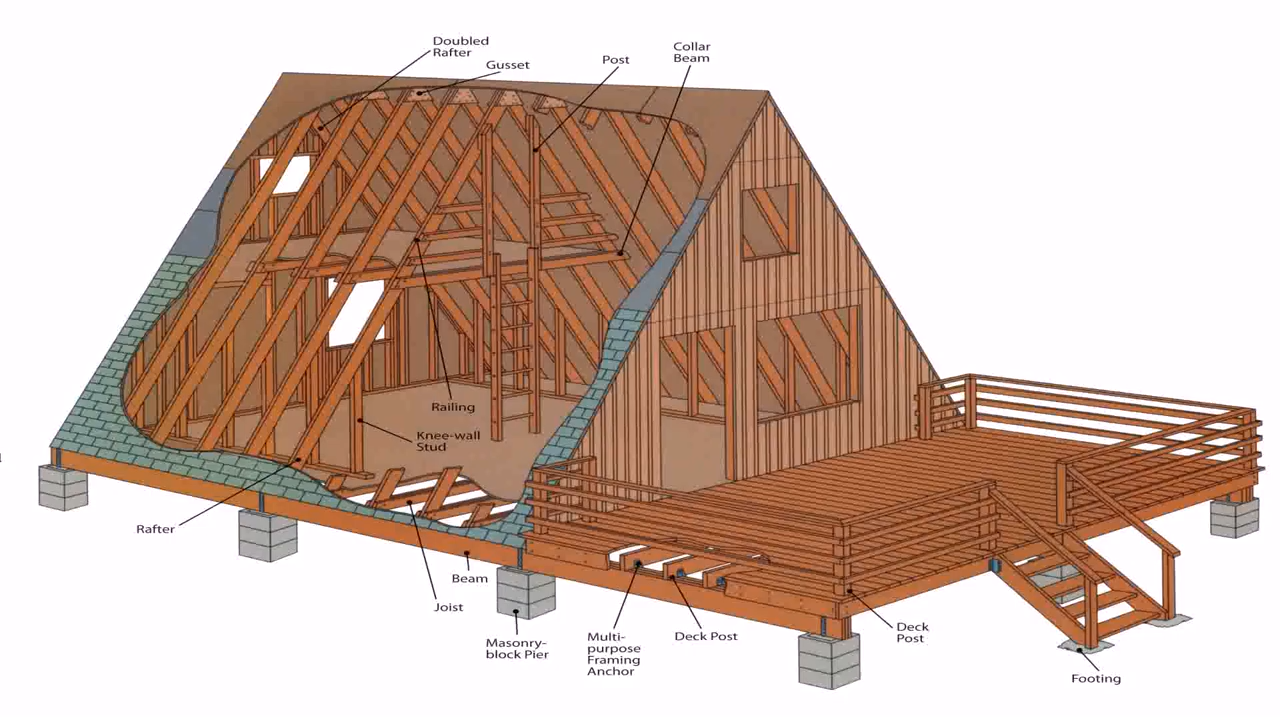 Doubled
Rafter
Gusset
Post
Collar
Beam
Railing
Knee-wall
Stud
Rafter
Beam
Joist
Masonry-
block Pier
Multi-
purpose
Framing
Anchor
Deck Post
Deck
Post
Footing